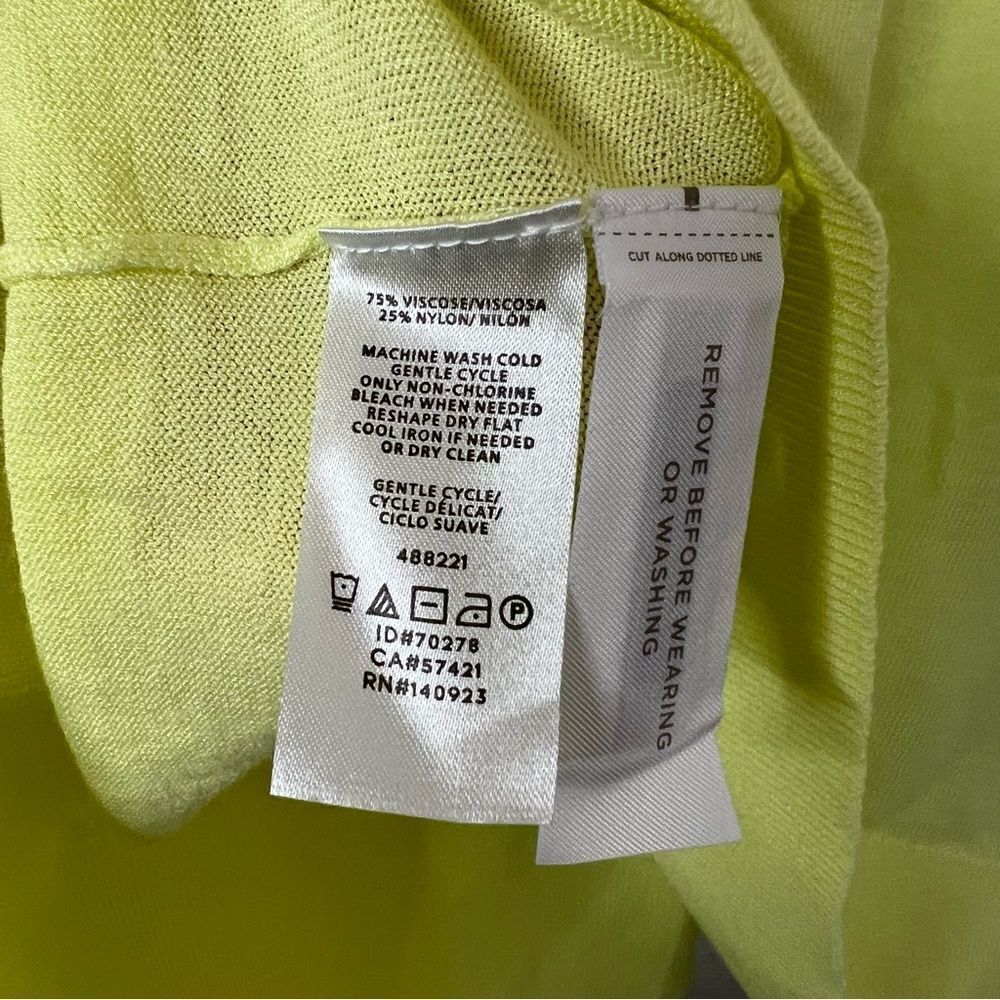 75% VISCOSE/VISCOSA
25% NYLON/ NILÓN
MACHINE WASH COLD
GENTLE CYCLE
ONLY NON-CHLORINE
BLEACH WHEN NEEDED
RESHAPE DRY FLAT
COOL IRON IF NEEDED
OR DRY CLEAN
GENTLE CYCLE/
CYCLE DÉLICAT/
CICLO SUAVE
488221
P
ID#70278
CA#57421
RN#140923
CUT ALONG DOTTED LINE
REMOVE BEFORE WEARING
OR WASHING